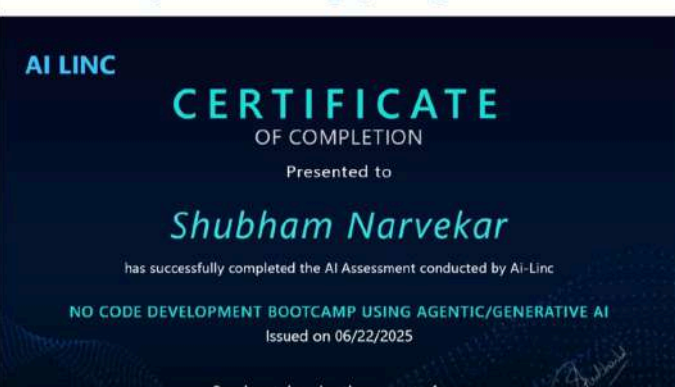 AI LINC
CERTIFICATE
OF COMPLETION
Presented to
Shubham Narvekar
has successfully completed the AI Assessment conducted by Ai-Linc
NO CODE DEVELOPMENT BOOTCAMP USING AGENTIC/GENERATIVE AI
Issued on 06/22/2025